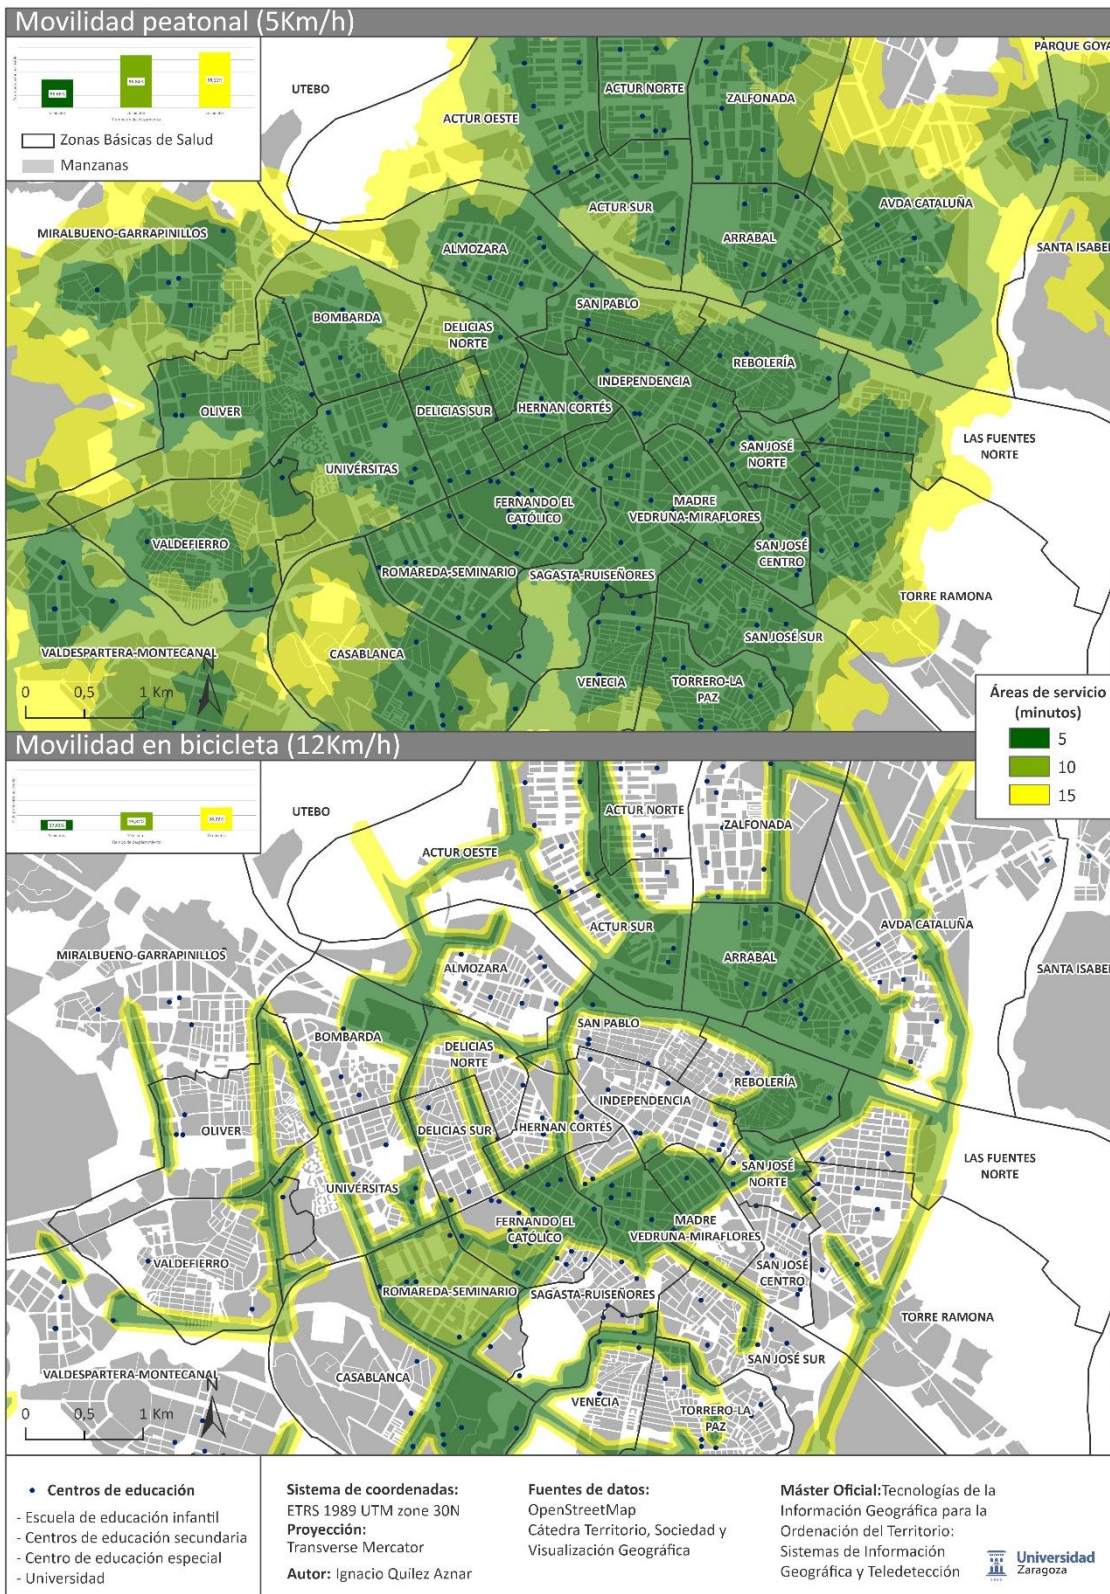 Movilidad peatonal (5Km/h)
Zonas Básicas de Salud
Manzanas
UTEBO
ACTUR NORTE
ZALFONADA
PARQUE GOYA
ACTUR OESTE
ACTUR SUR
AVDA CATALUÑA
MIRALBUENO-GARRAPINILLOS
ALMOZARA
ARRABAL
SANTA ISABEL
SAN PABLO
BOMBARDA
DELICIAS
NORTE
REBOLERÍA
INDEPENDENCIA
OLIVER
DELICIAS SUR
HERNAN CORTÉS
LAS FUENTES
NORTE
SAN JOSÉ
NORTE
UNIVÉRSITAS
FERNANDO EL
CATÓLICO
MADRE
VEDRUNA-MIRAFLORES
VALDEFIERRO
SAN JOSÉ
CENTRO
ROMAREDA-SEMINARIO
SAGASTA-RUISEÑORES
TORRE RAMONA
SAN JOSÉ SUR
VALDESPARTERA-MONTECANAL
CASABLANCA
VENECIA
TORRERO-LA
PAZ
N
0 0,5 1 Km
Áreas de servicio
(minutos)
5
10
15
Movilidad en bicicleta (12Km/h)
UTEBO
ACTUR NORTE
ZALFONADA
ACTUR OESTE
ACTUR SUR
AVDA CATALUÑA
MIRALBUENO-GARRAPINILLOS
ALMOZARA
ARRABAL
SANTA ISABEL
SAN PABLO
BOMBARDA
DELICIAS
NORTE
REBOLERÍA
INDEPENDENCIA
OLIVER
DELICIAS SUR
HERNAN CORTÉS
LAS FUENTES
NORTE
SAN JOSÉ
NORTE
UNIVÉRSITAS
FERNANDO EL
CATÓLICO
MADRE
VEDRUNA-MIRAFLORES
VALDEFIERRO
SAN JOSÉ
CENTRO
ROMAREDA-SEMINARIO
SAGASTA-RUISEÑORES
TORRE RAMONA
SAN JOSÉ SUR
VALDESPARTERA-MONTECANAL
CASABLANCA
VENECIA
TORRERO-LA
PAZ
N
0 0,5 1 Km
Centros de educación
- Escuela de educación infantil
- Centros de educación secundaria
- Centro de educación especial
- Universidad
Sistema de coordenadas:
ETRS 1989 UTM zone 30N
Proyección:
Transverse Mercator
Autor: Ignacio Quílez Aznar
Fuentes de datos:
OpenStreetMap
Cátedra Territorio, Sociedad y
Visualización Geográfica
Máster Oficial:Tecnologías de la
Información Geográfica para la
Ordenación del Territorio:
Sistemas de Información
Geográfica y Teledetección
Universidad
Zaragoza